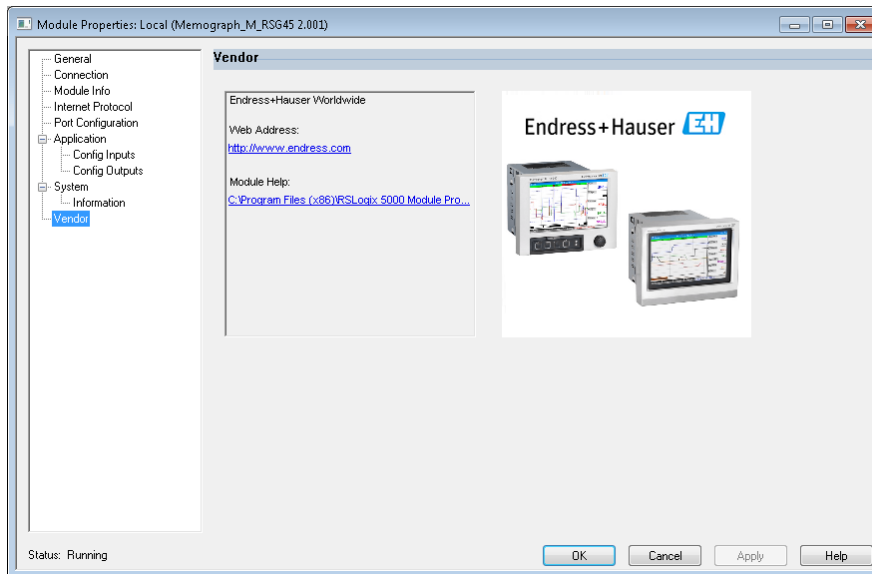 Module Properties: Local (Memograph_M_RSG45 2.001)
General
Connection
Module Info
Internet Protocol
Port Configuration
Application
Config Inputs
Config Outputs
System
Information
Vendor
Vendor
Endress+Hauser Worldwide
Web Address:
http://www.endress.com
Module Help:
C:\Program Files (x86)\RSLogix 5000 Module Pro...
Endress+Hauser EH
Status: Running
OK
Cancel
Apply
Help